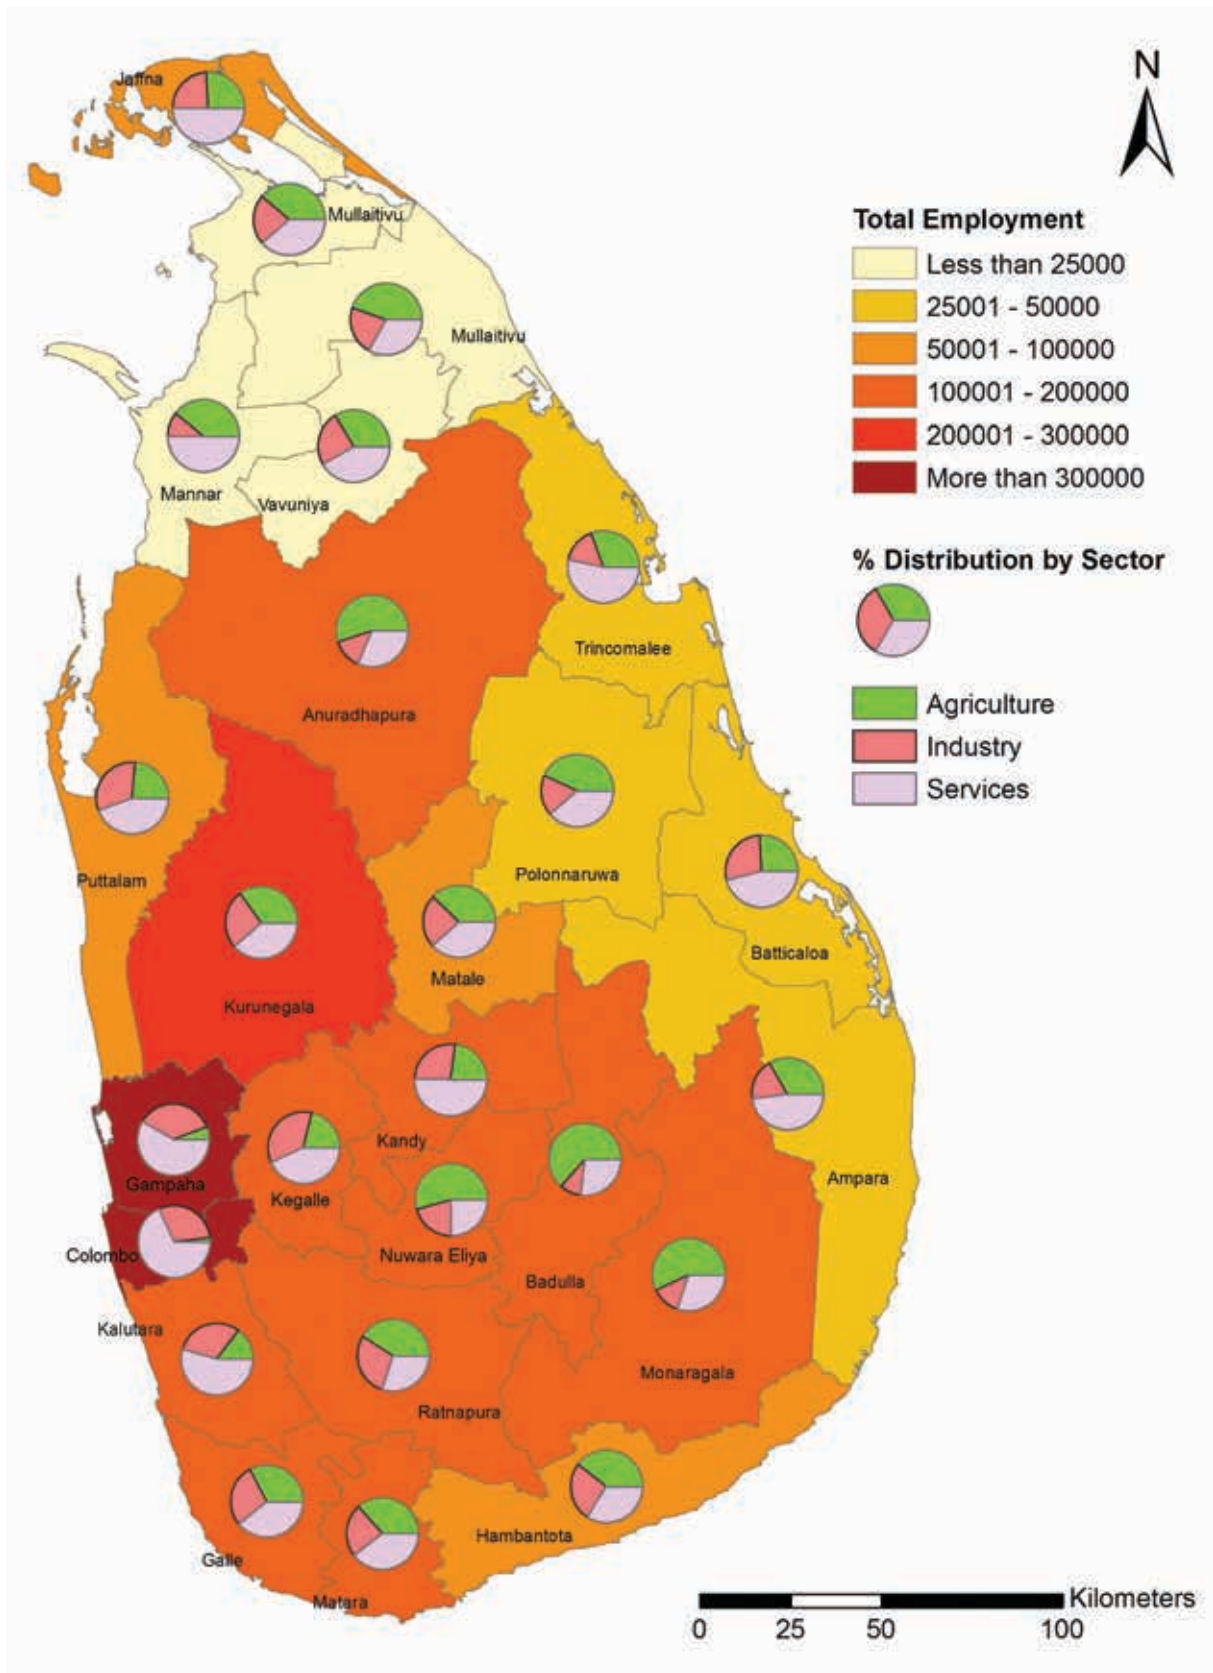 N
Jaffna
Mullaitivu
Mullaitivu
Mannar
Vavuniya
Trincomalee
Anuradhapura
Puttalam
Polonnaruwa
Batticaloa
Matale
Kurunegala
Kandy
Gampaha
Kegalle
Ampara
Colombo
Nuwara Eliya
Badulla
Kalutara
Monaragala
Ratnapura
Hambantota
Galle
Matara
Total Employment
Less than 25000
25001 - 50000
50001 - 100000
100001 - 200000
200001 - 300000
More than 300000
% Distribution by Sector
Agriculture
Industry
Services
Kilometers
0 25 50 100